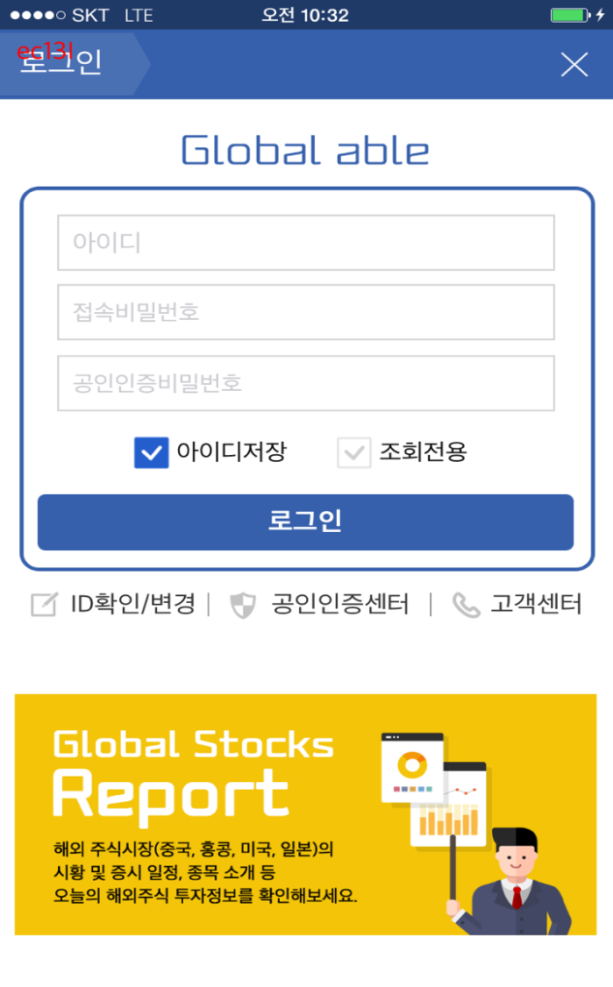 SKT LTE 오전 10:32
ec13l
로그인
Global able
아이디
접속비밀번호
공인인증비밀번호
아이디저장 조회전용
로그인
ID확인/변경 | 공인인증센터 | 고객센터
Global Stocks
Report
해외 주식시장(중국, 홍콩, 미국, 일본)의
시황 및 증시 일정, 종목 소개 등
오늘의 해외주식 투자정보를 확인해보세요.